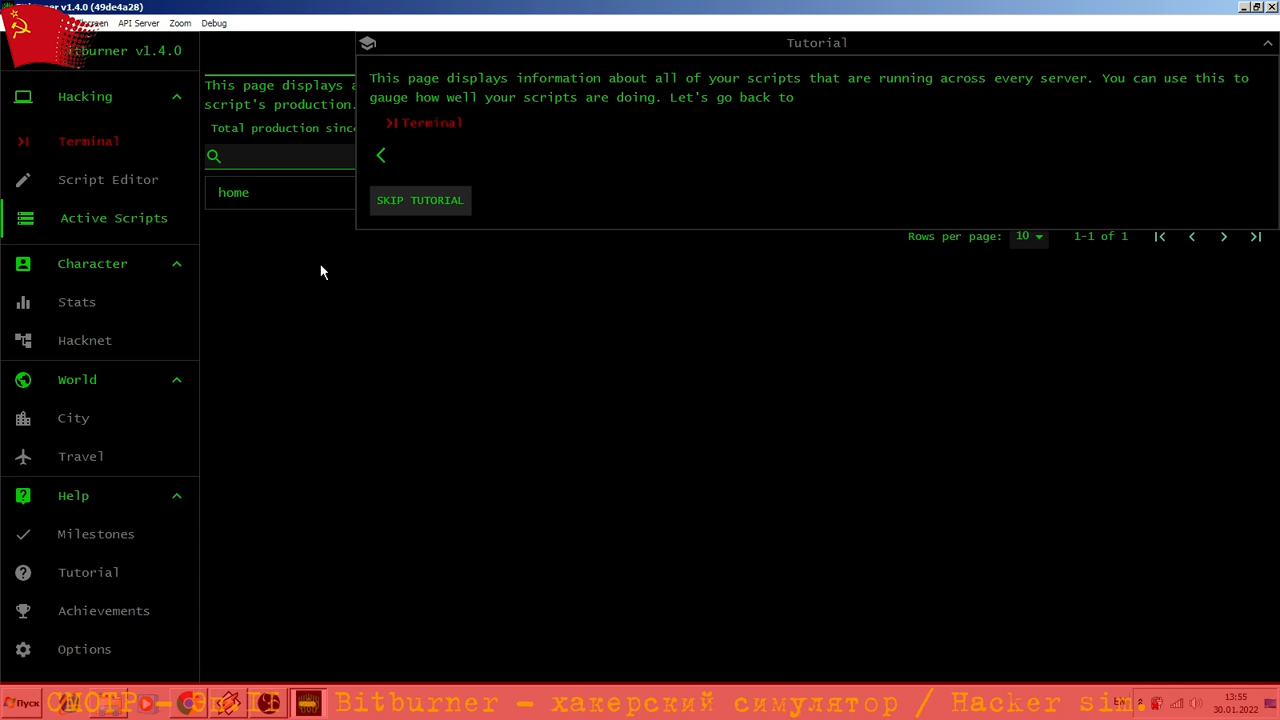 v1.4.0 (49de4a28)
API Server Zoom Debug
v1.4.0
Tutorial
This page displays information about all of your scripts that are running across every server. You can use this to
gauge how well your scripts are doing. Let's go back to
Terminal
SKIP TUTORIAL
This page displays
script's production.
Total production
home
Rows per page: 10 1-1 of 1
Hacking
Terminal
Script Editor
Active Scripts
Character
Stats
Hacknet
World
City
Travel
Help
Milestones
Tutorial
Achievements
Options
Пуск
СМОТР
Bitburner - хакерский симулятор / Hacker sim.
13:55
30.01.2022